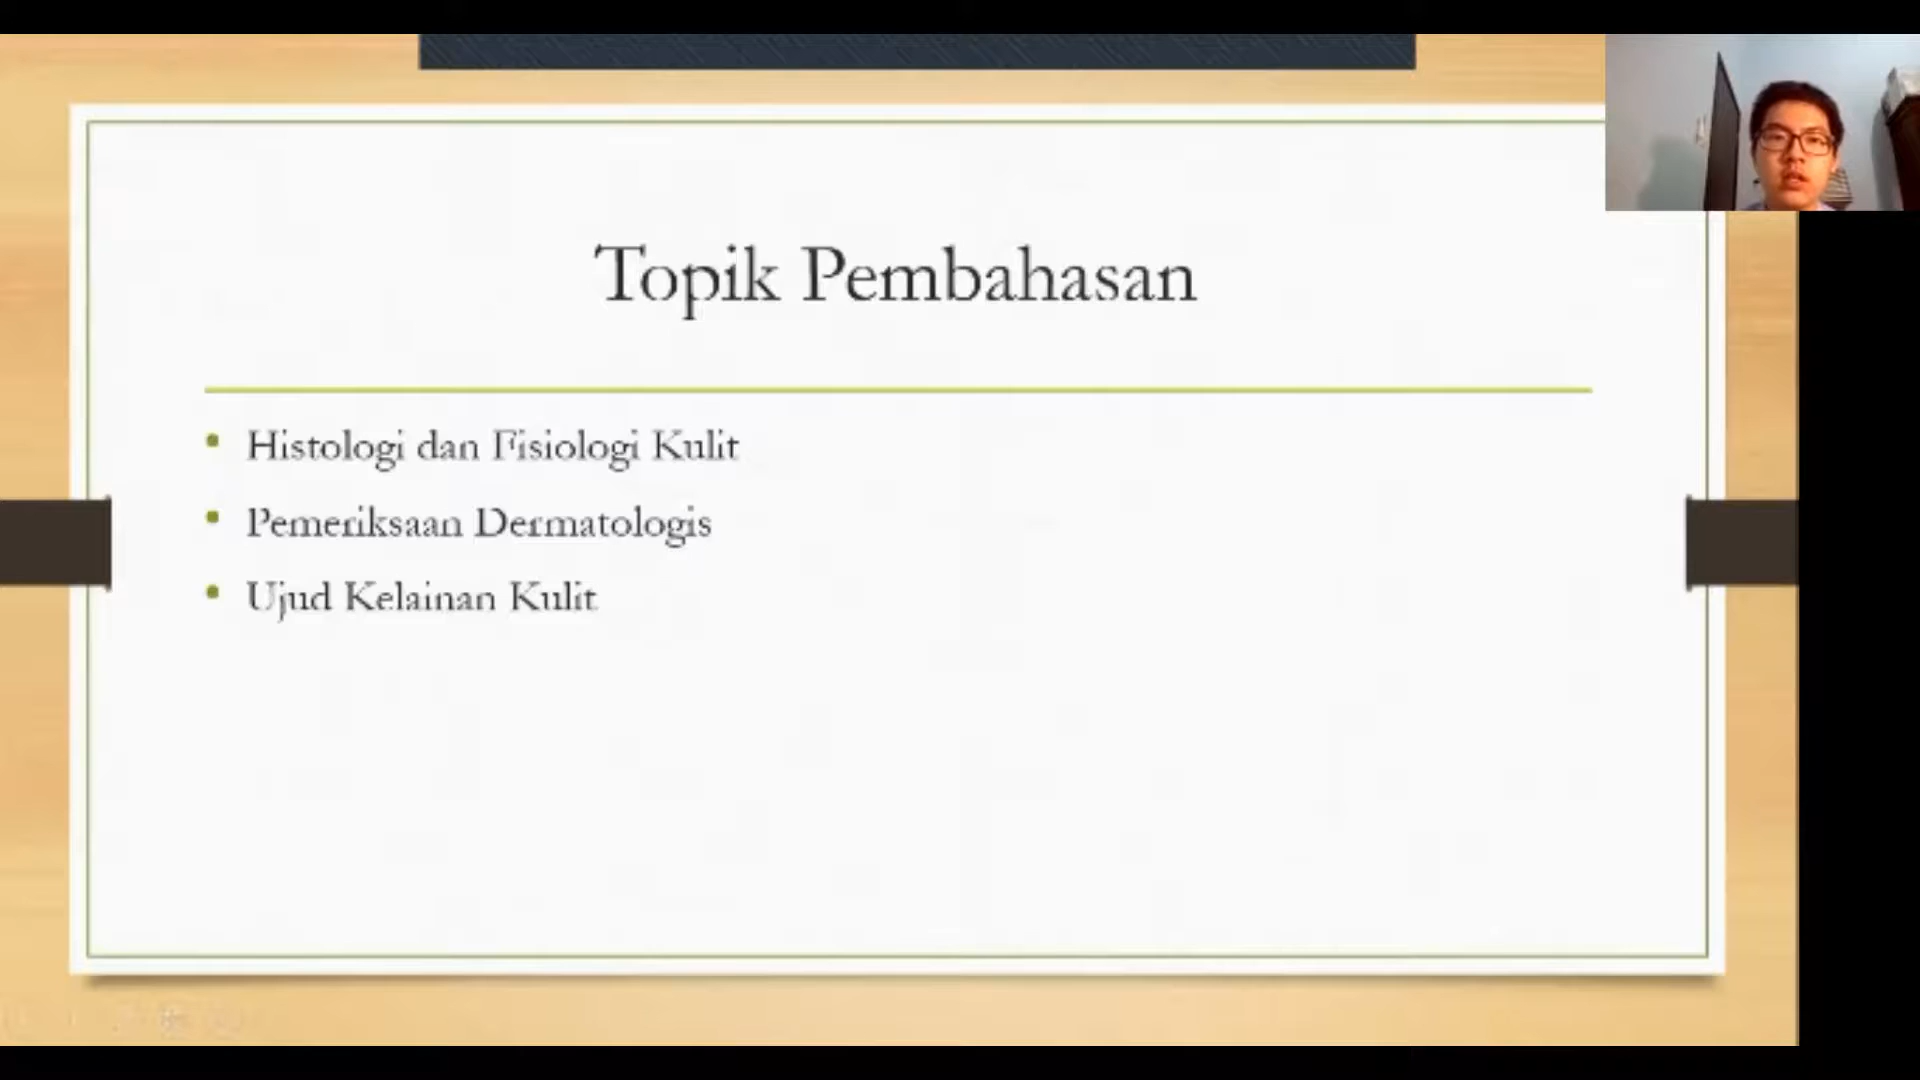 Topik Pembahasan
Histologi dan Fisiologi Kulit
Pemeriksaan Dermatologis
Ujud Kelainan Kulit